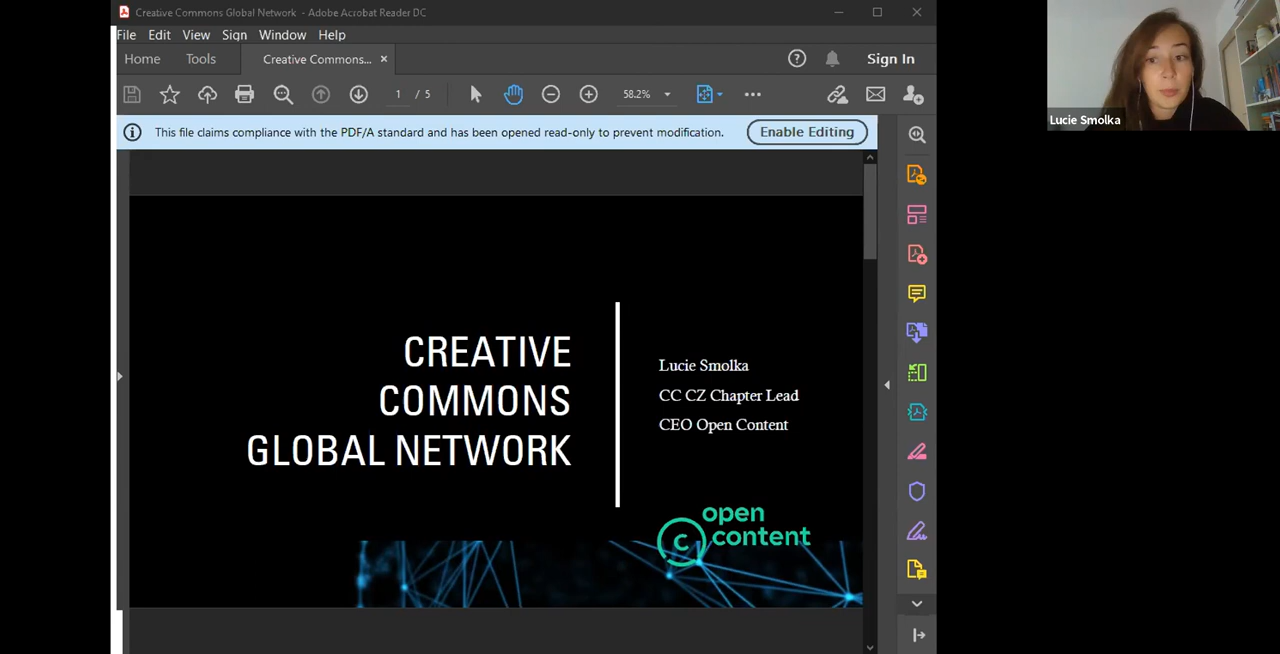 Creative Commons Global Network - Adobe Acrobat Reader DC
File Edit View Sign Window Help
Home Tools Creative Commons... × Sign In
1 / 5 58.2%
This file claims compliance with the PDF/A standard and has been opened read-only to prevent modification. Enable Editing
CREATIVE
COMMONS
GLOBAL NETWORK
Lucie Smolka
CC CZ Chapter Lead
CEO Open Content
open
content
Lucie Smolka